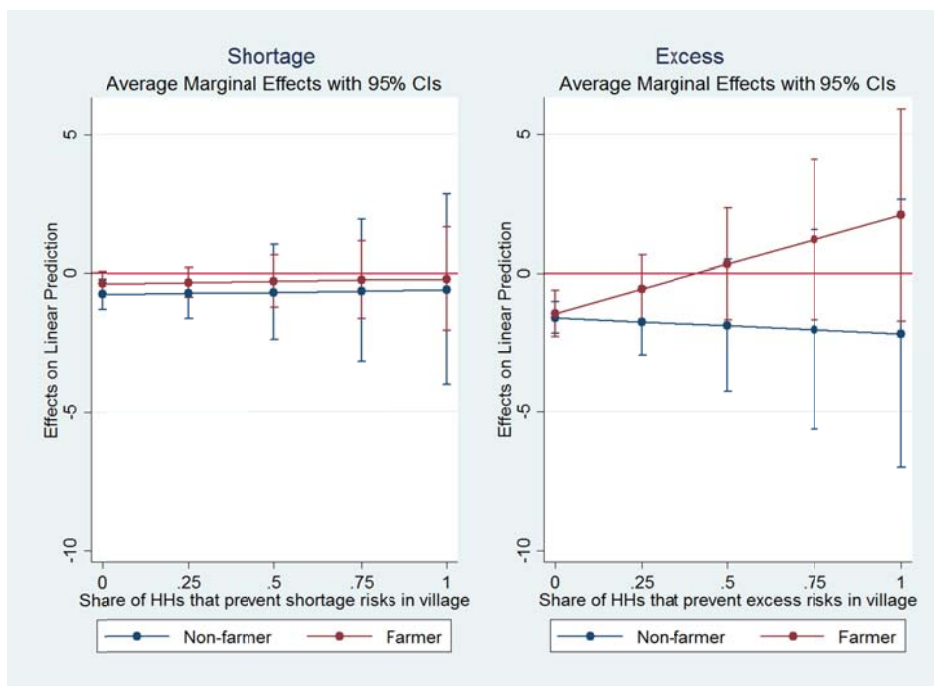 Shortage
Average Marginal Effects with 95% CIs
Effects on Linear Prediction
5
0
-5
-10
0 .25 .5 .75 1
Share of HHs that prevent shortage risks in village
Non-farmer Farmer
Excess
Average Marginal Effects with 95% CIs
Effects on Linear Prediction
5
0
-5
-10
0 .25 .5 .75 1
Share of HHs that prevent excess risks in village
Non-farmer Farmer